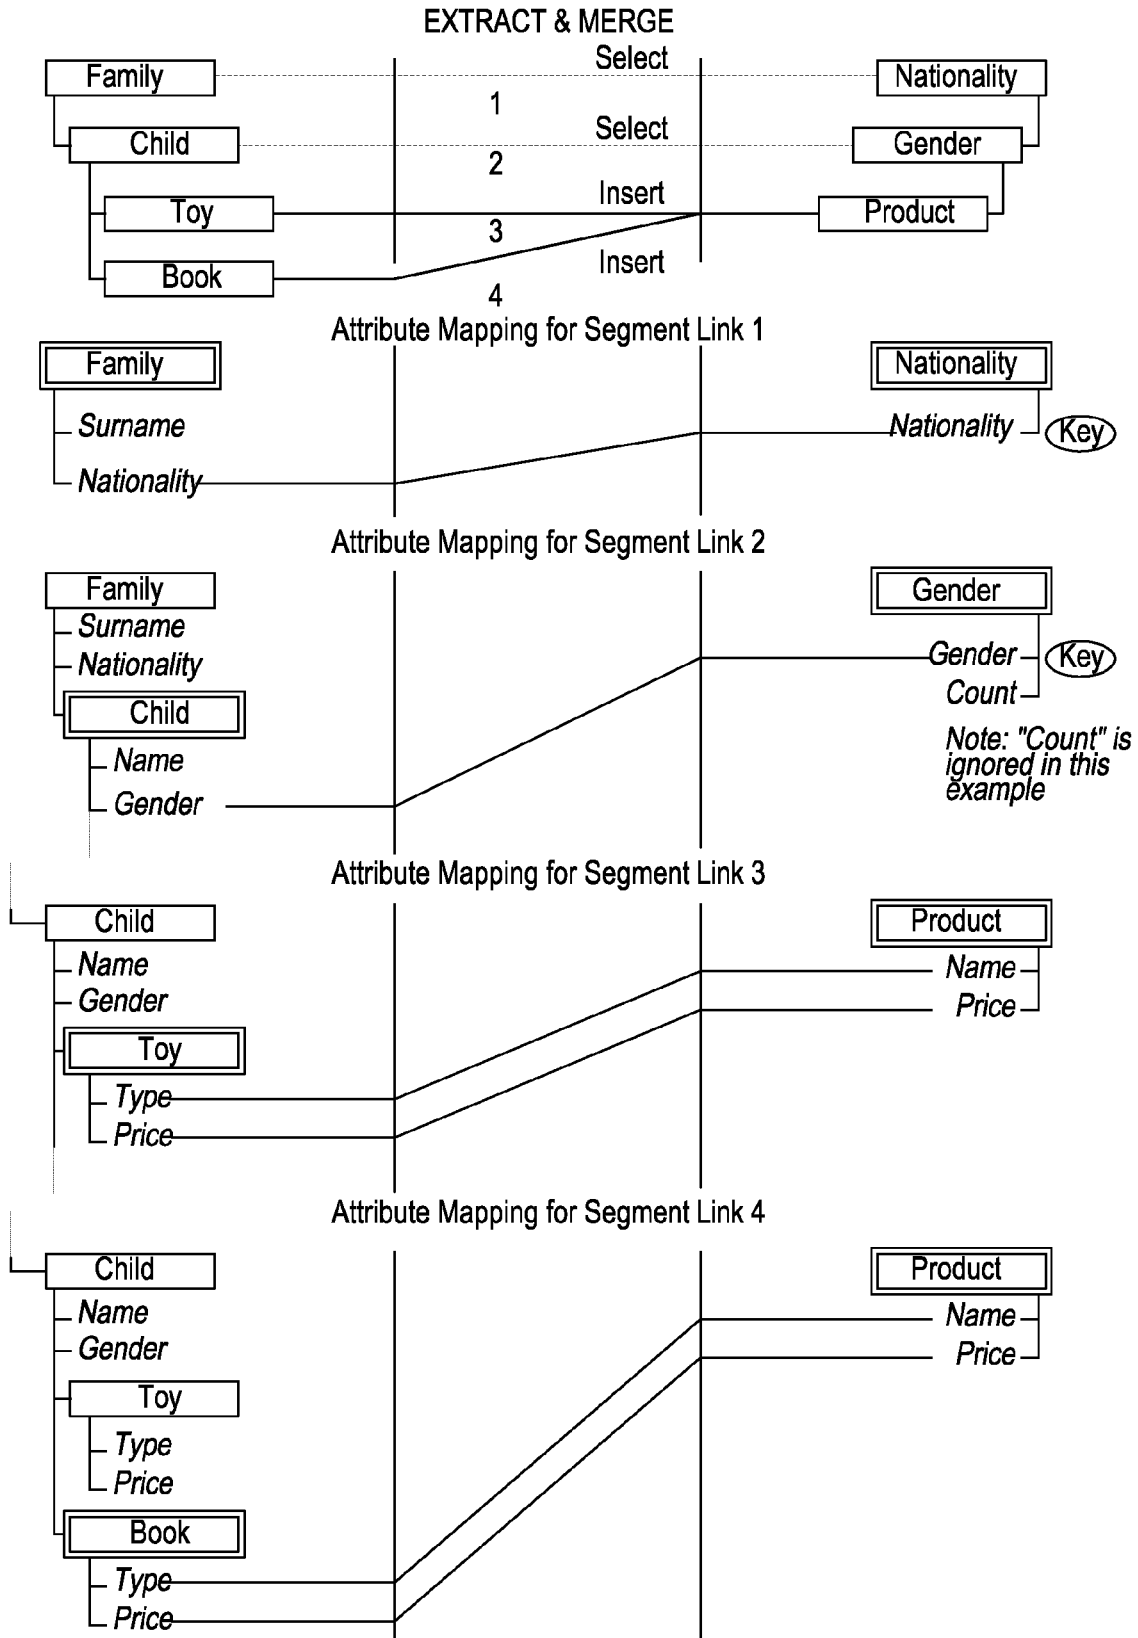 EXTRACT & MERGE
Select
Family
Nationality
1
Select
Child
Gender
2
Insert
Toy
Product
3
Insert
Book
4
Attribute Mapping for Segment Link 1
Family
Nationality
Surname
Nationality
Key
Nationality
Attribute Mapping for Segment Link 2
Family
Gender
Surname
Gender
Key
Nationality
Count
Child
Note: "Count" is
ignored in this
example
Name
Gender
Attribute Mapping for Segment Link 3
Child
Product
Name
Name
Gender
Price
Toy
Type
Price
Attribute Mapping for Segment Link 4
Child
Product
Name
Name
Gender
Price
Toy
Type
Price
Book
Type
Price